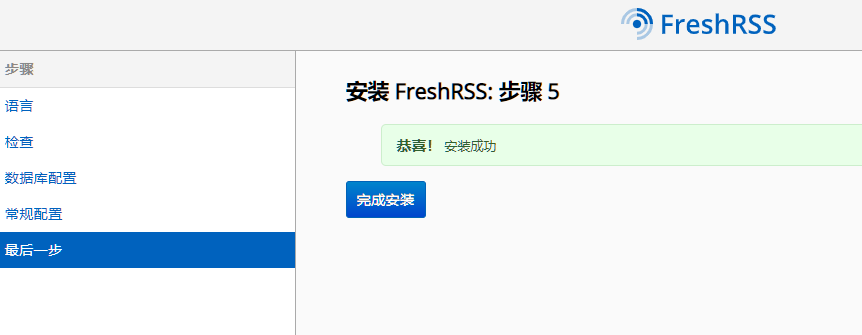 FreshRSS
步骤
语言
检查
数据库配置
常规配置
最后一步
安装 FreshRSS: 步骤 5
恭喜！ 安装成功
完成安装